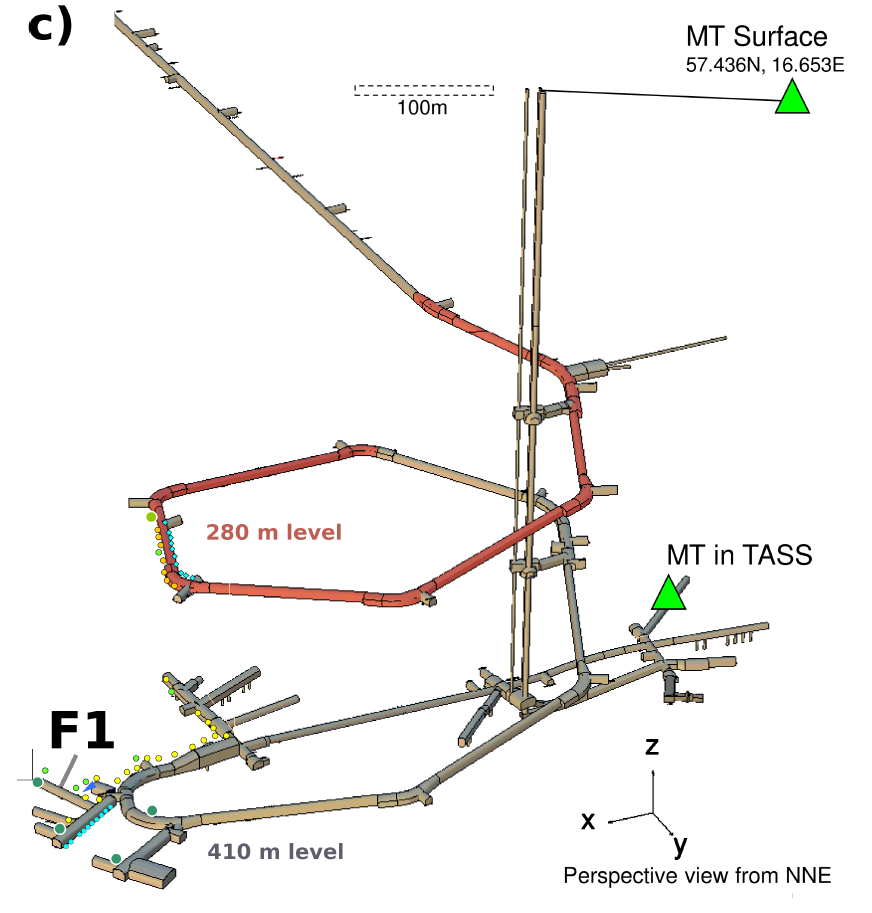 c)
MT Surface
57.436N, 16.653E
100m
280 m level
MT in TASS
F1
z
x
y
410 m level
Perspective view from NNE